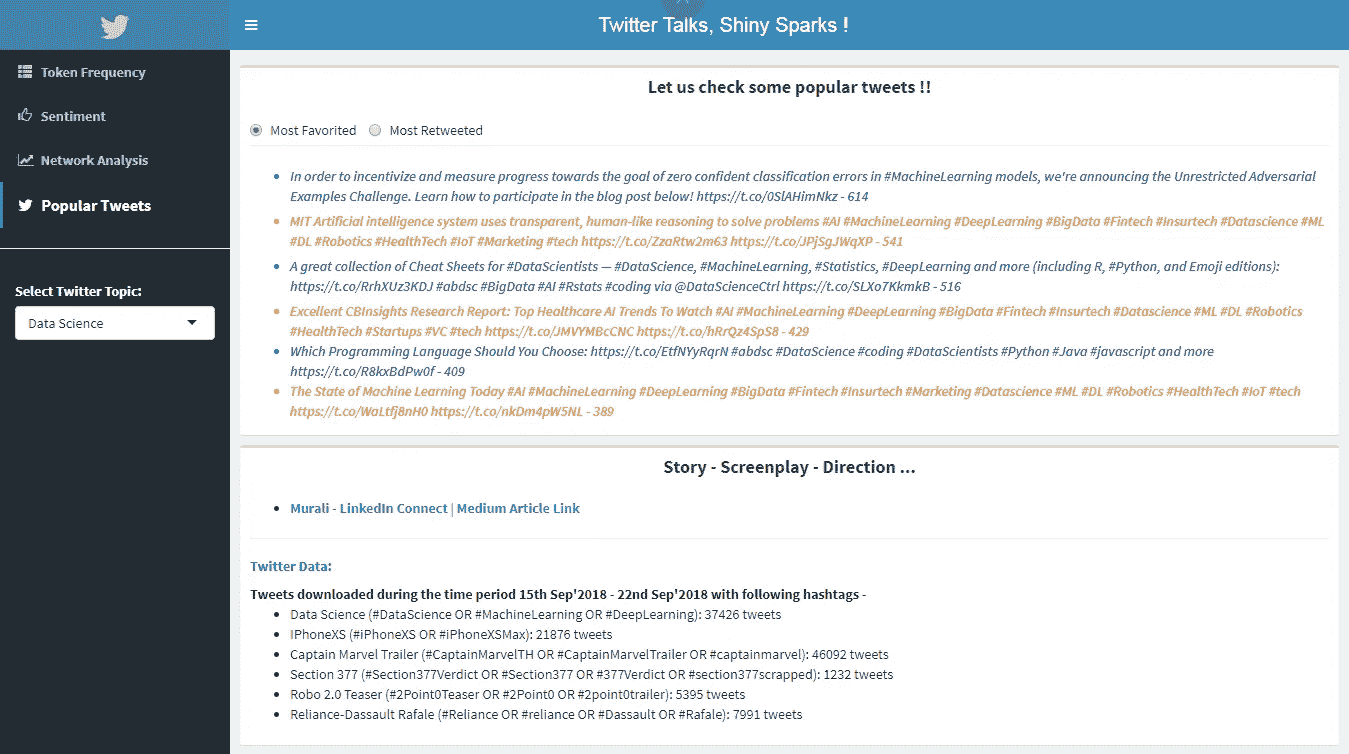 Twitter Talks, Shiny Sparks !
Token Frequency
Sentiment
Network Analysis
Popular Tweets
Select Twitter Topic:
Data Science
Let us check some popular tweets !!
Most Favorited Most Retweeted
In order to incentivize and measure progress towards the goal of zero confident classification errors in #MachineLearning models, we're announcing the Unrestricted Adversarial
Examples Challenge. Learn how to participate in the blog post below! https://t.co/0SlAHimNkz - 614
MIT Artificial intelligence system uses transparent, human-like reasoning to solve problems #AI #MachineLearning #DeepLearning #BigData #Fintech #Insurtech #Datascience #ML
#DL #Robotics #HealthTech #IoT #Marketing #tech https://t.co/ZzaRtw2m63 https://t.co/JPjSgJWqXP - 541
A great collection of Cheat Sheets for #DataScientists — #DataScience, #MachineLearning, #Statistics, #DeepLearning and more (including R, #Python, and Emoji editions):
https://t.co/RrhXUz3KDJ #abdsc #BigData #AI #Rstats #coding via @DataScienceCtrl https://t.co/SLXo7KkmkB - 516
Excellent CBInsights Research Report: Top Healthcare AI Trends To Watch #AI #MachineLearning #DeepLearning #BigData #Fintech #Insurtech #Datascience #ML #DL #Robotics
#HealthTech #Startups #VC #tech https://t.co/JMVYMBcCNC https://t.co/hRrQz4SpS8 - 429
Which Programming Language Should You Choose: https://t.co/EtfNYyRqrN #abdsc #DataScience #coding #DataScientists #Python #Java #javascript and more
https://t.co/R8kxBdPw0f - 409
The State of Machine Learning Today #AI #MachineLearning #DeepLearning #BigData #Fintech #Insurtech #Marketing #Datascience #ML #DL #Robotics #HealthTech #IoT #tech
https://t.co/WaLtfj8nH0 https://t.co/nkDm4pW5NL - 389
Story - Screenplay - Direction ...
Murali - LinkedIn Connect | Medium Article Link
Twitter Data:
Tweets downloaded during the time period 15th Sep'2018 - 22nd Sep'2018 with following hashtags -
Data Science (#DataScience OR #MachineLearning OR #DeepLearning): 37426 tweets
IPhoneXS (#iPhoneXS OR #iPhoneXSMax): 21876 tweets
Captain Marvel Trailer (#CaptainMarvelTH OR #CaptainMarvelTrailer OR #captainmarvel): 46092 tweets
Section 377 (#Section377Verdict OR #Section377 OR #377Verdict OR #section377scrapped): 1232 tweets
Robo 2.0 Teaser (#2Point0Teaser OR #2Point0 OR #2point0trailer): 5395 tweets
Reliance-Dassault Rafale (#Reliance OR #reliance OR #Dassault OR #Rafale): 7991 tweets